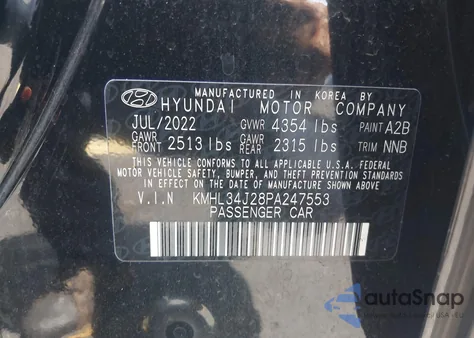 MANUFACTURED IN KOREA BY
HYUNDAI MOTOR COMPANY
JUL/2022 GVWR 4354 lbs PAINT A2B
GAWR FRONT 2513 lbs GAWR REAR 2315 lbs TRIM NNB
THIS VEHICLE CONFORMS TO ALL APPLICABLE U.S.A. FEDERAL
MOTOR VEHICLE SAFETY, BUMPER, AND THEFT PREVENTION
STANDARDS IN EFFECT ON THE DATE OF MANUFACTURE SHOWN ABOVE.
V.I.N KMHL34J28PA247553
PASSENGER CAR
autoSnap